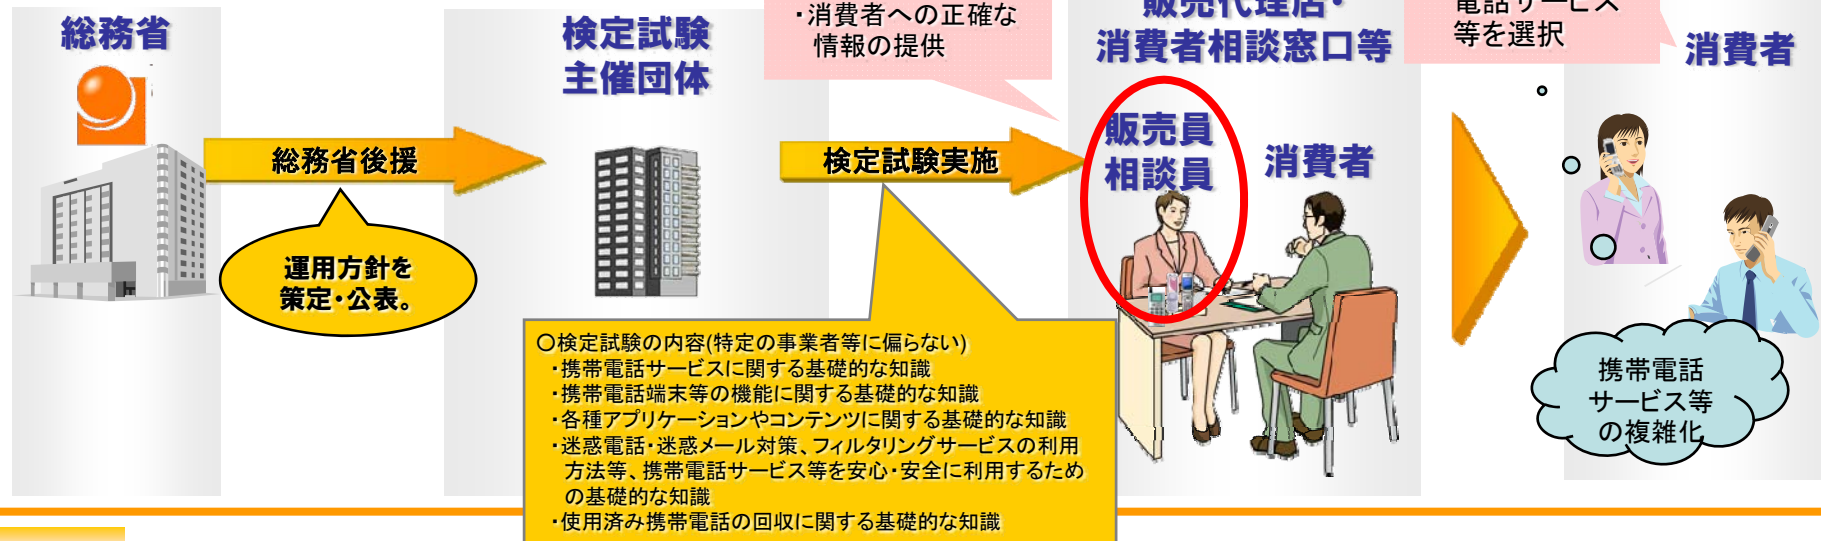 総務省
検定試験
主催団体
・消費者への正確な
情報の提供
販売代理店・
消費者相談窓口等
電話サービス
等を選択
消費者
総務省後援
検定試験実施
販売員
相談員
消費者
運用方針を
策定・公表。
〇検定試験の内容(特定の事業者等に偏らない)
・携帯電話サービスに関する基礎的な知識
・携帯電話端末等の機能に関する基礎的な知識
・各種アプリケーションやコンテンツに関する基礎的な知識
・迷惑電話・迷惑メール対策、フィルタリングサービスの利用
方法等、携帯電話サービス等を安心・安全に利用するため
の基礎的な知識
・使用済み携帯電話の回収に関する基礎的な知識
携帯電話
サービス等
の複雑化